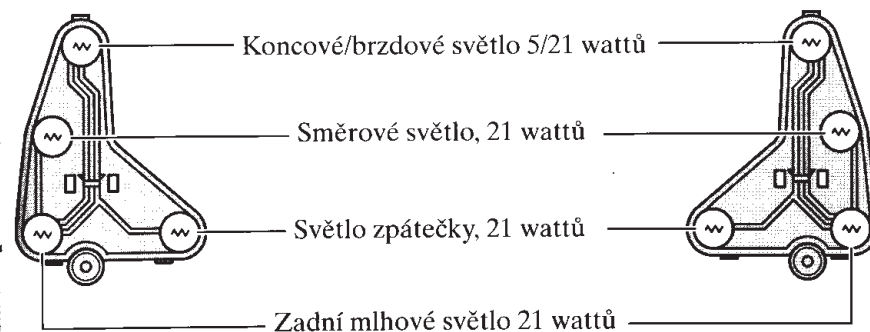 Koncové/brzdové světlo 5/21 wattů
Směrové světlo, 21 wattů
Světlo zpátečky, 21 wattů
Zadní mlhové světlo 21 wattů